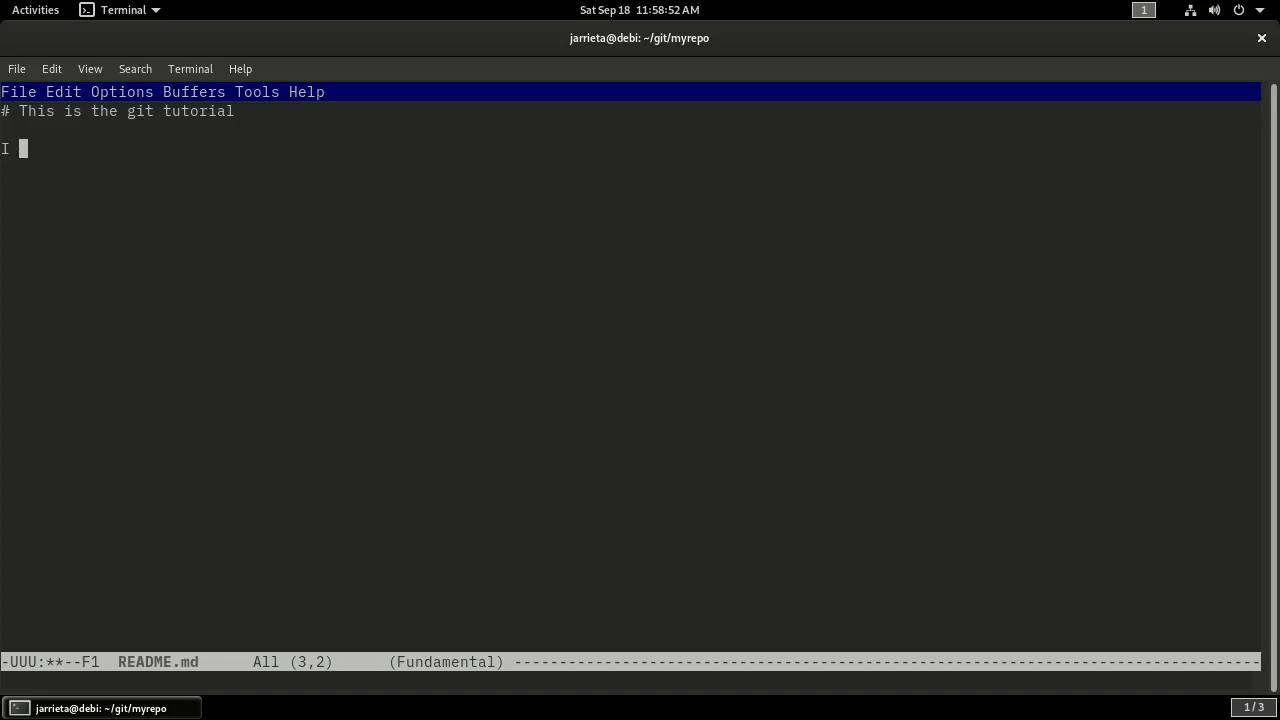 Activities Terminal Sat Sep 18 11:58:52 AM 1
jarrieta@debi: ~/git/myrepo
File Edit View Search Terminal Help
File Edit Options Buffers Tools Help
# This is the git tutorial
I
-UUU:**--F1 README.md All (3,2) (Fundamental) -----------------------------------------------------------------------------------
jarrieta@debi: ~/git/myrepo 1 / 3